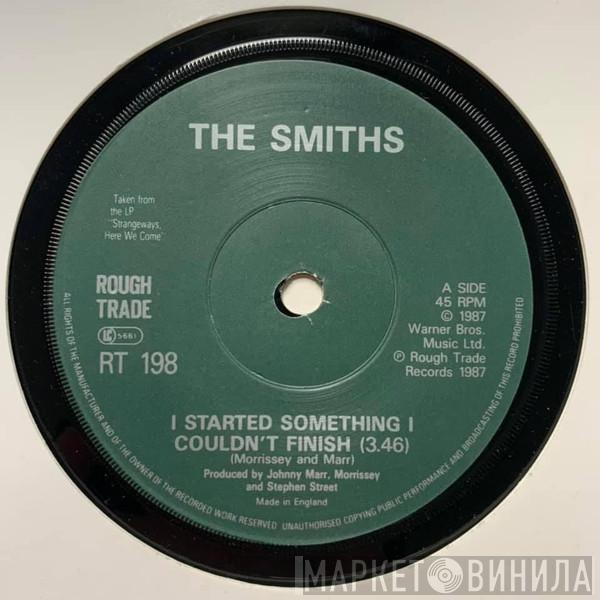 THE SMITHS
Taken from
the LP
"Strangeways,
Here We Come"
ROUGH
TRADE
LC 5661
RT 198
A SIDE
45 RPM
© 1987
Warner Bros.
Music Ltd.
℗ Rough Trade
Records 1987
I STARTED SOMETHING I
COULDN'T FINISH (3.46)
(Morrissey and Marr)
Produced by Johnny Marr, Morrissey
and Stephen Street
Made in England
ALL RIGHTS OF THE MANUFACTURER AND OF THE OWNER OF THE RECORDED WORK RESERVED UNAUTHORISED COPYING PUBLIC PERFORMANCE AND BROADCASTING OF THIS RECORD PROHIBITED
МАРКЕТ ВИНИЛА